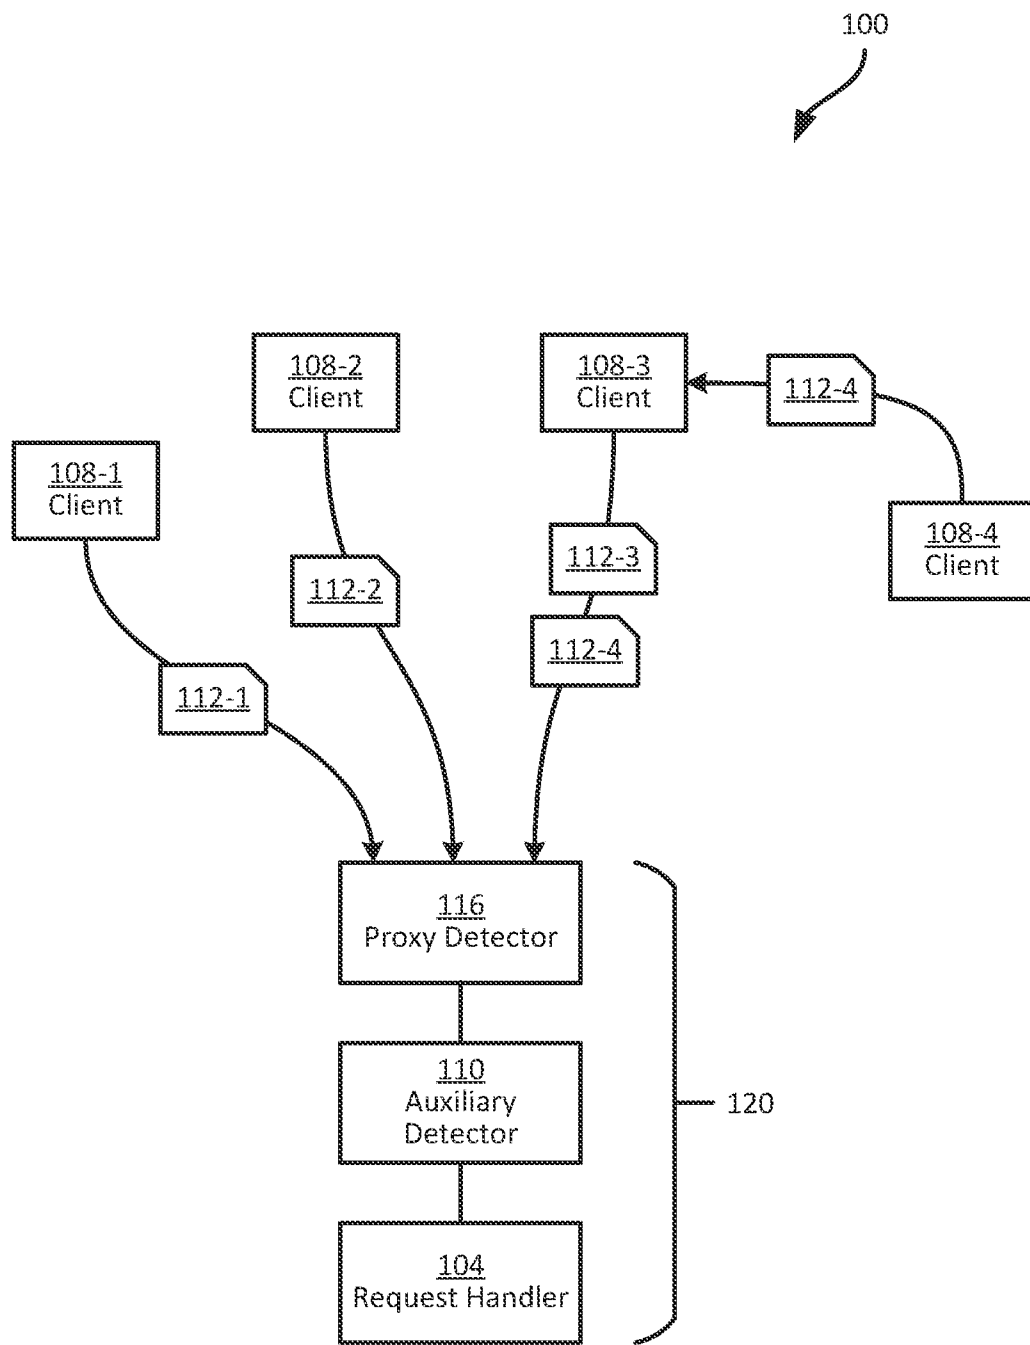 100
108-2
Client
108-3
Client
112-4
108-1
Client
108-4
Client
112-3
112-2
112-4
112-1
116
Proxy Detector
110
Auxiliary
Detector
120
104
Request Handler